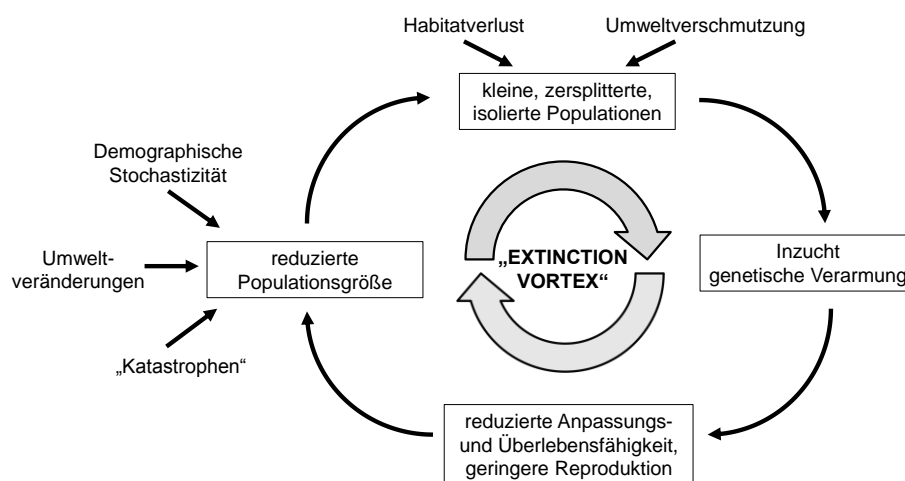 Habitatverlust
Umweltverschmutzung
kleine, zersplitterte,
isolierte Populationen
Demographische
Stochastizität
Umwelt-
veränderungen
reduzierte
Populationsgröße
„EXTINCTION
VORTEX“
Inzucht
genetische Verarmung
„Katastrophen“
reduzierte Anpassungs-
und Überlebensfähigkeit,
geringere Reproduktion